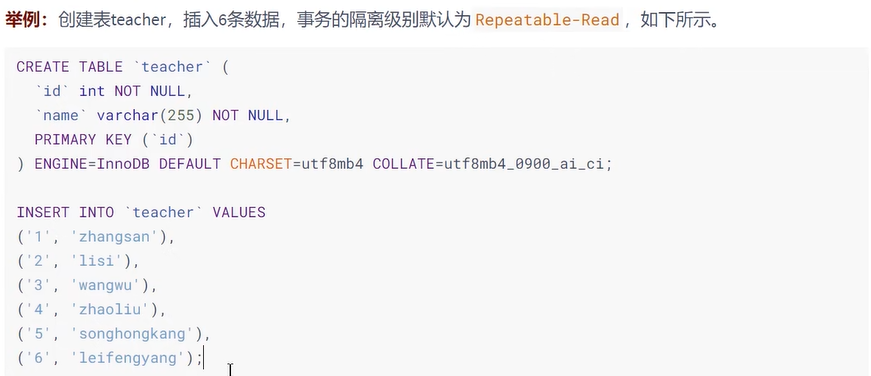 举例：创建表teacher，插入6条数据，事务的隔离级别默认为 Repeatable-Read ，如下所示。
CREATE TABLE `teacher` (
  `id` int NOT NULL,
  `name` varchar(255) NOT NULL,
  PRIMARY KEY (`id`)
) ENGINE=InnoDB DEFAULT CHARSET=utf8mb4 COLLATE=utf8mb4_0900_ai_ci;

INSERT INTO `teacher` VALUES
('1', 'zhangsan'),
('2', 'lisi'),
('3', 'wangwu'),
('4', 'zhaoliu'),
('5', 'songhongkang'),
('6', 'leifengyang');